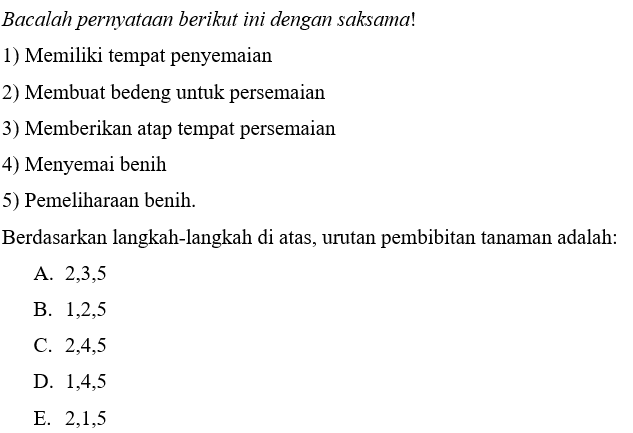 Bacalah pernyataan berikut ini dengan saksama!
1) Memiliki tempat penyemaian
2) Membuat bedeng untuk persemaian
3) Memberikan atap tempat persemaian
4) Menyemai benih
5) Pemeliharaan benih.
Berdasarkan langkah-langkah di atas, urutan pembibitan tanaman adalah:
A. 2,3,5
B. 1,2,5
C. 2,4,5
D. 1,4,5
E. 2,1,5